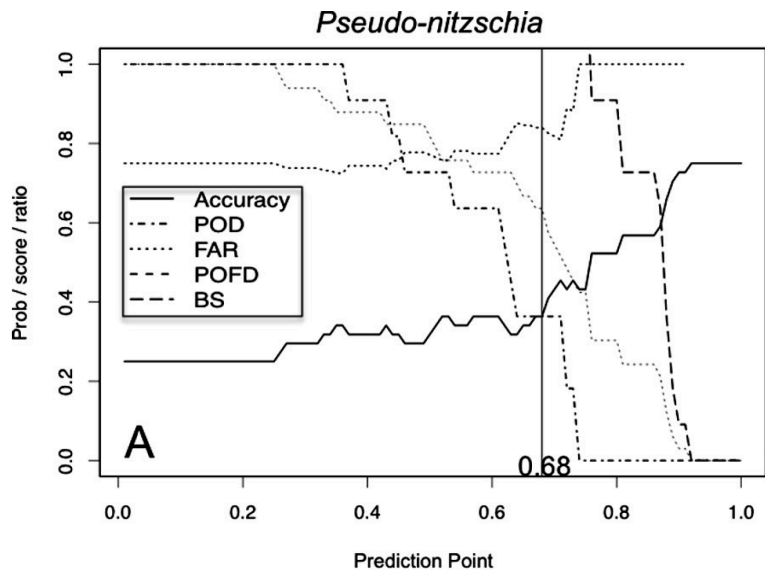 Pseudo-nitzschia
Prob / score / ratio
1.0
0.8
0.6
0.4
0.2
0.0
Accuracy
POD
FAR
POFD
BS
A
0.68
0.0 0.2 0.4 0.6 0.8 1.0
Prediction Point